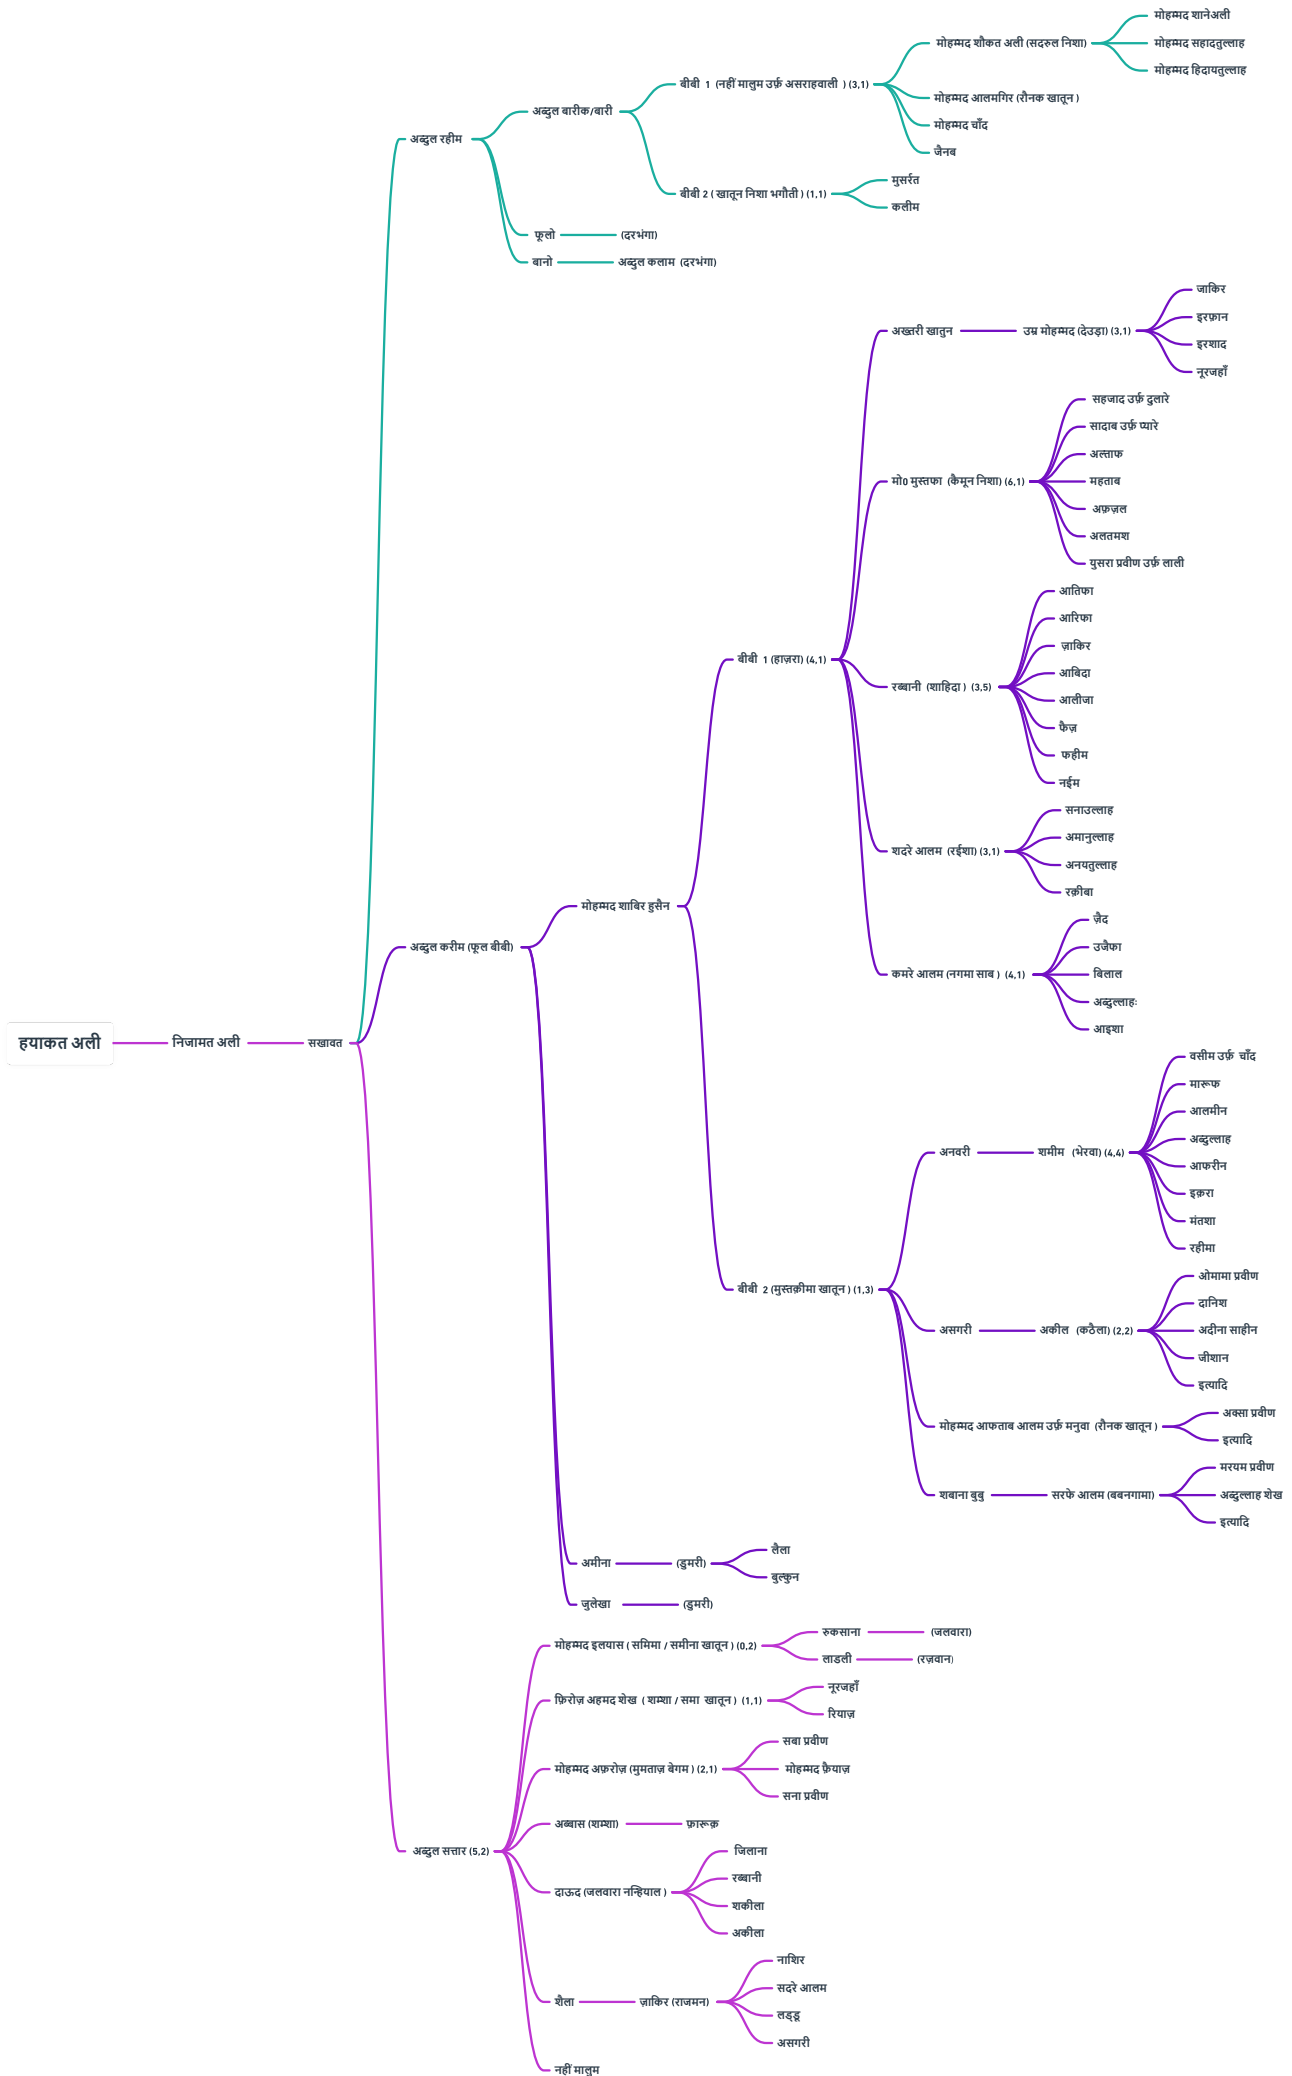 मोहम्मद शानेअली
मोहम्मद शौकत अली (सदरुल निशा)
मोहम्मद सहादतुल्लाह
मोहम्मद हिदायतुल्लाह
बीबी 1 (नहीं मालुम उर्फ़ असराहवाली ) (3,1)
मोहम्मद आलमगिर (रौनक खातून )
अब्दुल बारीक/बारी
मोहम्मद चाँद
अब्दुल रहीम
जैनब
मुसर्रत
बीबी 2 ( खातून निशा भगौती ) (1,1)
कलीम
फूलो
(दरभंगा)
बानो
अब्दुल कलाम (दरभंगा)
जाकिर
इरफ़ान
अख्तरी खातुन
उम्र मोहम्मद (देउड़ा) (3,1)
इरशाद
नूरजहाँ
सहजाद उर्फ़ दुलारे
सादाब उर्फ़ प्यारे
अल्ताफ
मो0 मुस्तफा (कैमून निशा) (6,1)
महताब
अफ़ज़ल
अलतमश
युसरा प्रवीण उर्फ़ लाली
आतिफा
आरिफा
ज़ाकिर
बीबी 1 (हाज़रा) (4,1)
आबिदा
रब्बानी (शाहिदा ) (3,5)
आलीजा
फैज़
फहीम
नईम
सनाउल्लाह
अमानुल्लाह
शदरे आलम (रईशा) (3,1)
अनयतुल्लाह
रक़ीबा
मोहम्मद शाबिर हुसैन
ज़ैद
अब्दुल करीम (फूल बीबी)
उजैफा
कमरे आलम (नगमा साब ) (4,1)
बिलाल
अब्दुल्लाहः
आइशा
हयाकत अली
निजामत अली
सखावत
वसीम उर्फ़ चाँद
मारूफ
आलमीन
अब्दुल्लाह
अनवरी
शमीम (भेरवा) (4,4)
आफरीन
इक़रा
मंतशा
रहीमा
ओमामा प्रवीण
बीबी 2 (मुस्तक़ीमा खातून ) (1,3)
दानिश
असगरी
अकील (कठैला) (2,2)
अदीना साहीन
जीशान
इत्यादि
अक्सा प्रवीण
मोहम्मद आफताब आलम उर्फ़ मनुवा (रौनक खातून )
इत्यादि
मरयम प्रवीण
शबाना बुबु
सरफे आलम (बबनगामा)
अब्दुल्लाह शेख
इत्यादि
लैला
अमीना
(डुमरी)
बुल्कुन
जुलेखा
(डुमरी)
रुकसाना
(जलवारा)
मोहम्मद इलयास ( समिमा / समीना खातून ) (0,2)
लाडली
(रज़वान)
नूरजहाँ
फ़िरोज़ अहमद शेख ( शम्शा / समा खातून ) (1,1)
रियाज़
सबा प्रवीण
मोहम्मद अफ़रोज़ (मुमताज़ बेगम ) (2,1)
मोहम्मद फ़ैयाज़
सना प्रवीण
अब्बास (शम्शा)
फ़ारूक़
अब्दुल सत्तार (5,2)
जिलाना
रब्बानी
दाऊद (जलवारा नन्हियाल )
शकीला
अकीला
नाशिर
सदरे आलम
शैला
ज़ाकिर (राजमन)
लड्डू
असगरी
नहीं मालुम